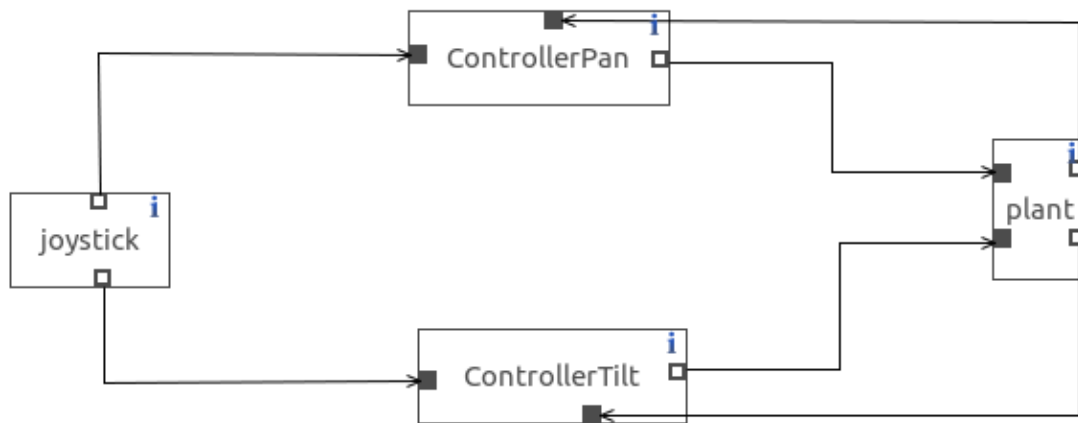 i
ControllerPan
i
plant
i
joystick
i
ControllerTilt